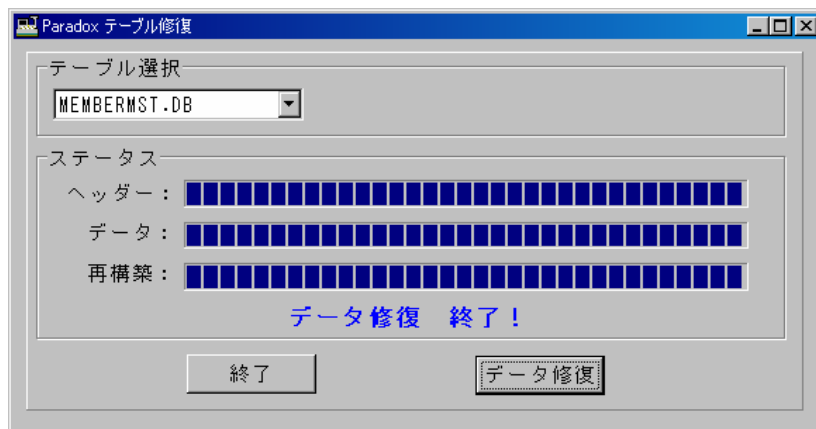 Paradox テーブル修復
テーブル選択
MEMBERMST.DB
ステータス
ヘッダー：
データ：
再構築：
データ修復　終了！
終了
データ修復